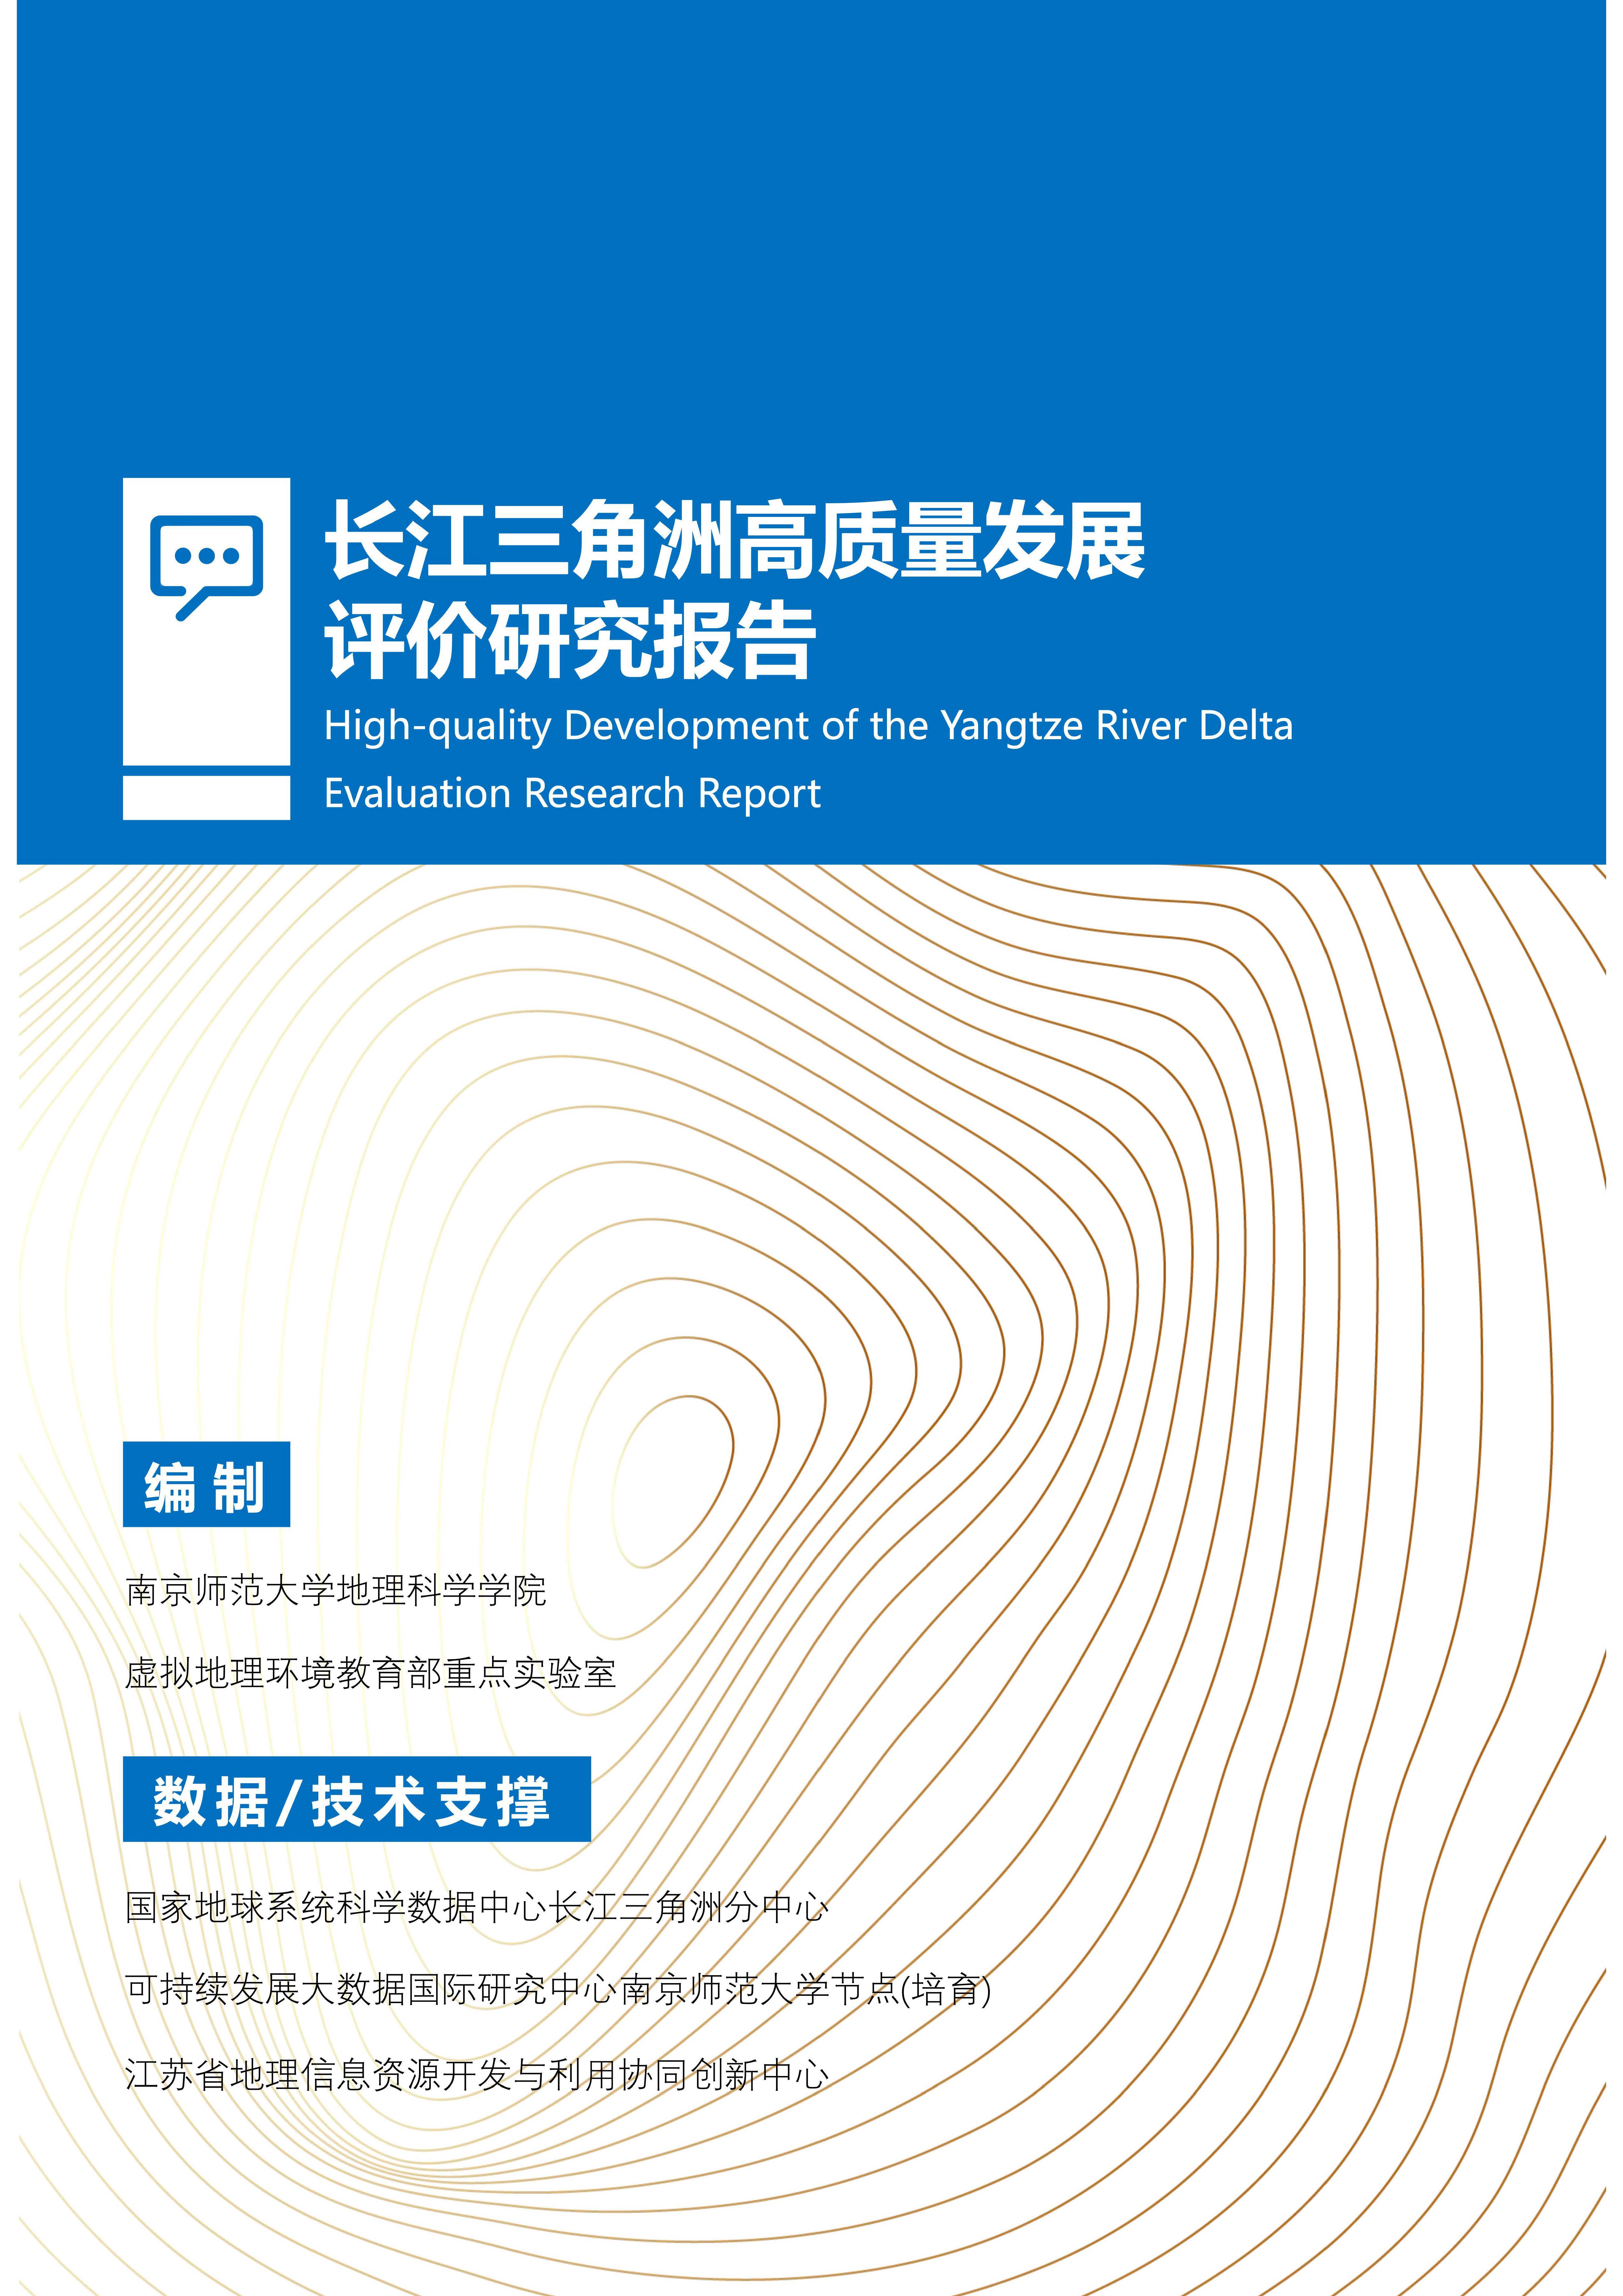 长江三角洲高质量发展
评价研究报告
High-quality Development of the Yangtze River Delta
Evaluation Research Report
编制
南京师范大学地理科学学院
虚拟地理环境教育部重点实验室
数据/技术支撑
国家地球系统科学数据中心长江三角洲分中心
可持续发展大数据国际研究中心南京师范大学节点(培育)
江苏省地理信息资源开发与利用协同创新中心